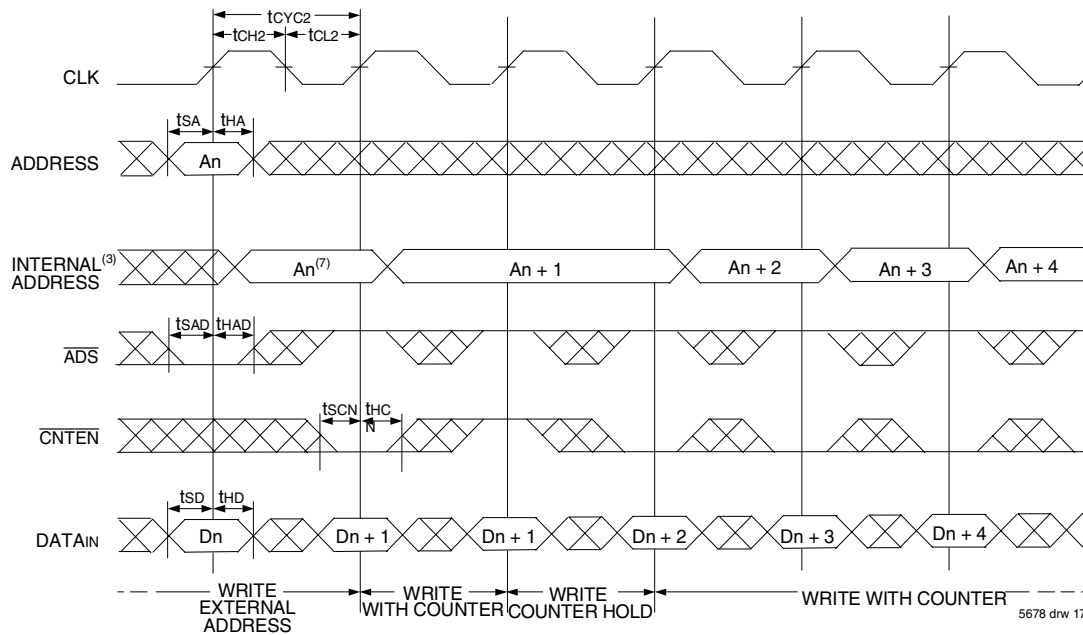 tCYC2
tCH2 tCL2
CLK
tSA tHA
ADDRESS An
INTERNAL(3)
ADDRESS
An(7) An + 1 An + 2 An + 3 An + 4
tSAD tHAD
ADS
tSCN tHC
N
CNTEN
tSD tHD
DATAIN Dn Dn + 1 Dn + 1 Dn + 2 Dn + 3 Dn + 4
WRITE
EXTERNAL
ADDRESS
WRITE
WITH COUNTER
WRITE
COUNTER HOLD
WRITE WITH COUNTER
5678 drw 17